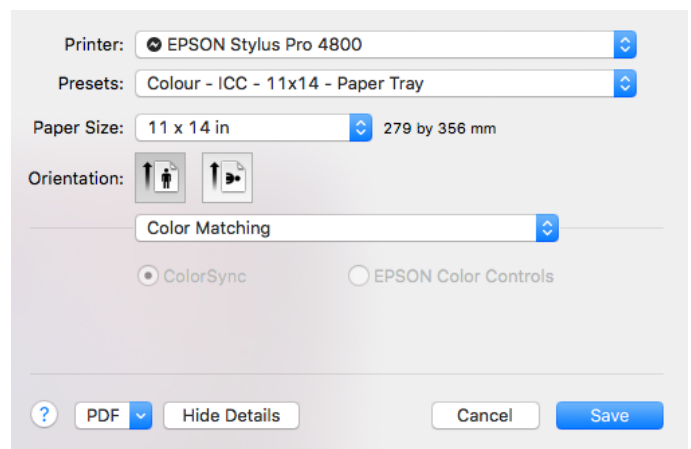 Printer: EPSON Stylus Pro 4800
Presets: Colour - ICC - 11x14 - Paper Tray
Paper Size: 11 x 14 in 279 by 356 mm
Orientation:
Color Matching
ColorSync EPSON Color Controls
? PDF Hide Details Cancel Save